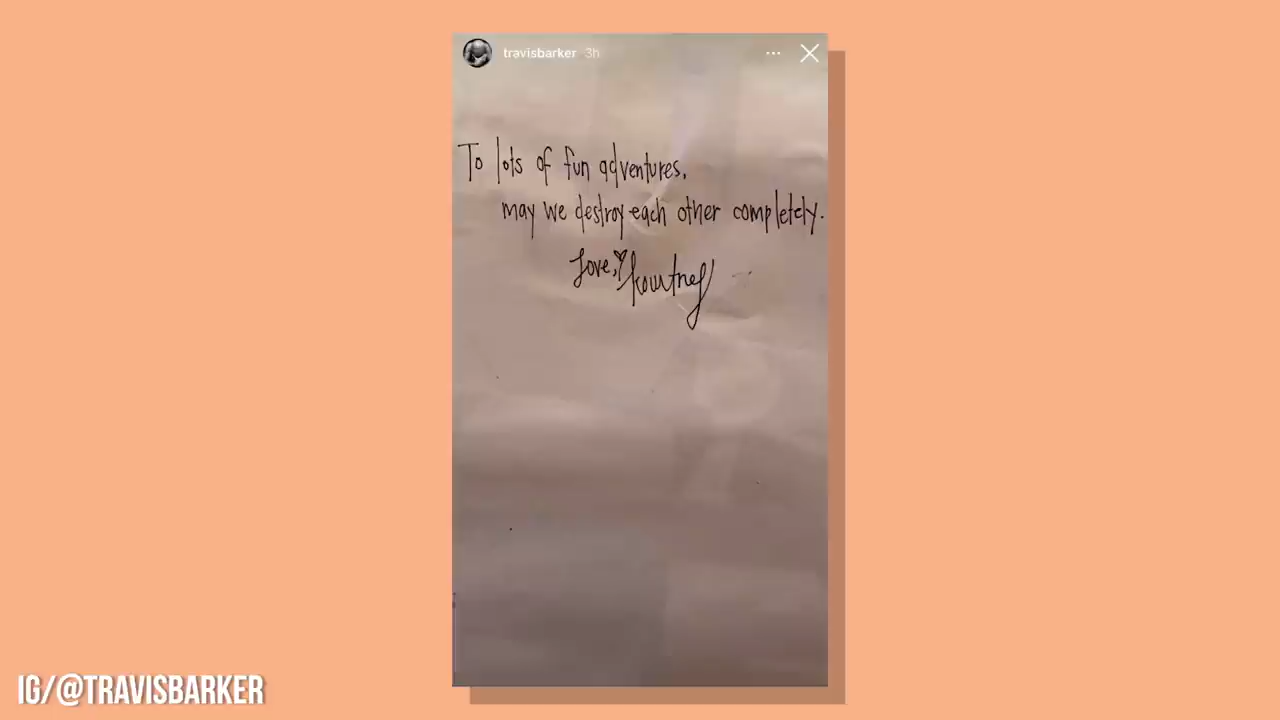 travisbarker 3h
To lots of fun adventures,
may we destroy each other completely.
Love, kourtney
IG/@TRAVISBARKER